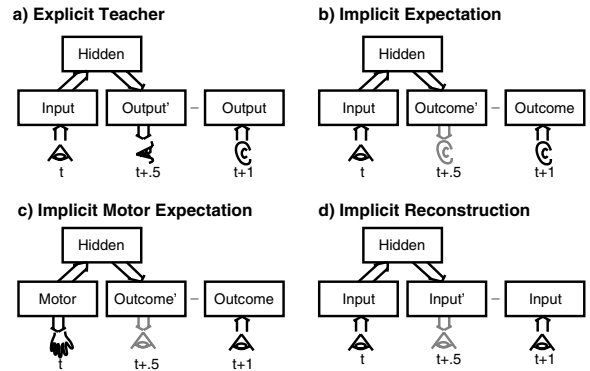 a) Explicit Teacher
Hidden
Input Output' – Output
t t+.5 t+1
b) Implicit Expectation
Hidden
Input Outcome' – Outcome
t t+.5 t+1
c) Implicit Motor Expectation
Hidden
Motor Outcome' – Outcome
t t+.5 t+1
d) Implicit Reconstruction
Hidden
Input Input' – Input
t t+.5 t+1